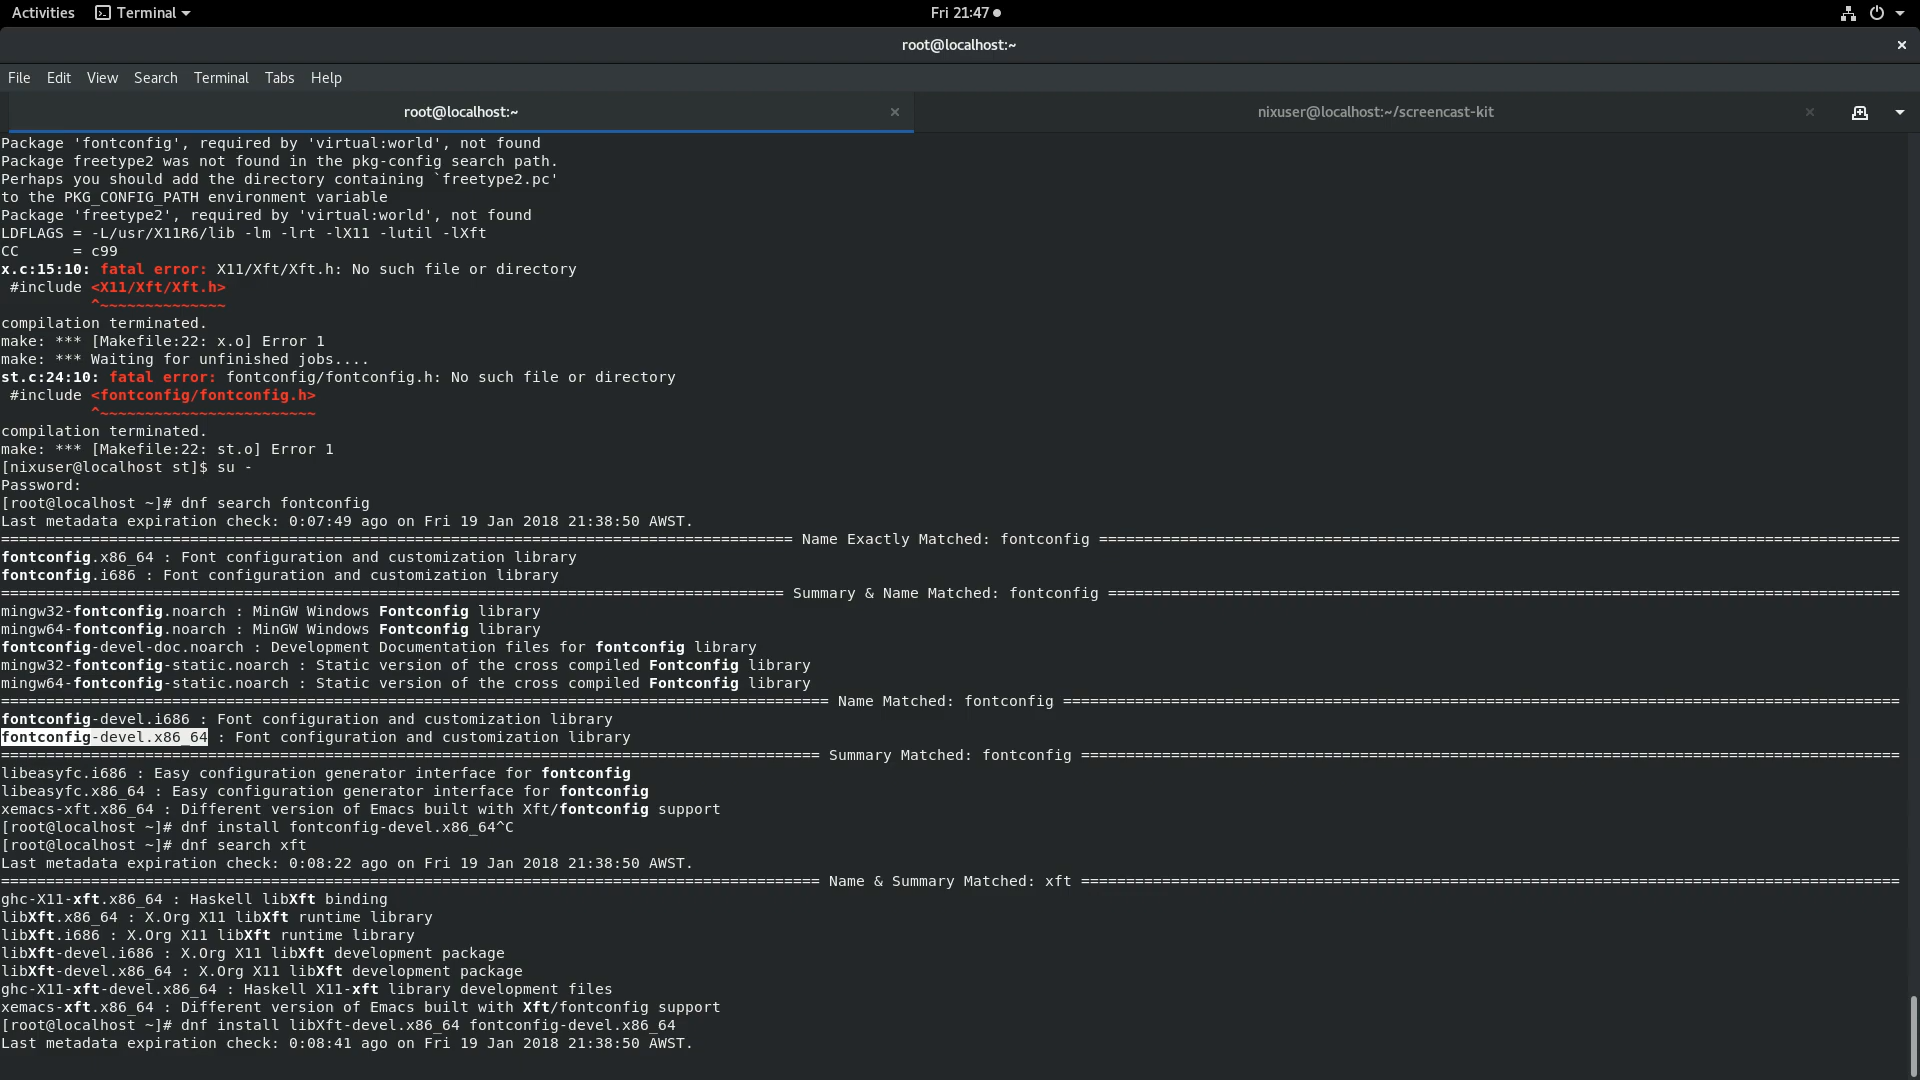 Activities Terminal Fri 21:47
root@localhost:~
File Edit View Search Terminal Tabs Help
root@localhost:~ nixuser@localhost:~/screencast-kit
Package 'fontconfig', required by 'virtual:world', not found
Package freetype2 was not found in the pkg-config search path.
Perhaps you should add the directory containing `freetype2.pc'
to the PKG_CONFIG_PATH environment variable
Package 'freetype2', required by 'virtual:world', not found
LDFLAGS = -L/usr/X11R6/lib -lm -lrt -lX11 -lutil -lXft
CC      = c99
x.c:15:10: fatal error: X11/Xft/Xft.h: No such file or directory
 #include <X11/Xft/Xft.h>
          ^~~~~~~~~~~~~~~
compilation terminated.
make: *** [Makefile:22: x.o] Error 1
make: *** Waiting for unfinished jobs....
st.c:24:10: fatal error: fontconfig/fontconfig.h: No such file or directory
 #include <fontconfig/fontconfig.h>
          ^~~~~~~~~~~~~~~~~~~~~~~~~
compilation terminated.
make: *** [Makefile:22: st.o] Error 1
[nixuser@localhost st]$ su -
Password:
[root@localhost ~]# dnf search fontconfig
Last metadata expiration check: 0:07:49 ago on Fri 19 Jan 2018 21:38:50 AWST.
======================================================================================== Name Exactly Matched: fontconfig =========================================================================================
fontconfig.x86_64 : Font configuration and customization library
fontconfig.i686 : Font configuration and customization library
======================================================================================= Summary & Name Matched: fontconfig ========================================================================================
mingw32-fontconfig.noarch : MinGW Windows Fontconfig library
mingw64-fontconfig.noarch : MinGW Windows Fontconfig library
fontconfig-devel-doc.noarch : Development Documentation files for fontconfig library
mingw32-fontconfig-static.noarch : Static version of the cross compiled Fontconfig library
mingw64-fontconfig-static.noarch : Static version of the cross compiled Fontconfig library
============================================================================================ Name Matched: fontconfig =============================================================================================
fontconfig-devel.i686 : Font configuration and customization library
fontconfig-devel.x86_64 : Font configuration and customization library
=========================================================================================== Summary Matched: fontconfig ===========================================================================================
libeasyfc.i686 : Easy configuration generator interface for fontconfig
libeasyfc.x86_64 : Easy configuration generator interface for fontconfig
xemacs-xft.x86_64 : Different version of Emacs built with Xft/fontconfig support
[root@localhost ~]# dnf install fontconfig-devel.x86_64^C
[root@localhost ~]# dnf search xft
Last metadata expiration check: 0:08:22 ago on Fri 19 Jan 2018 21:38:50 AWST.
=========================================================================================== Name & Summary Matched: xft ===========================================================================================
ghc-X11-xft.x86_64 : Haskell libXft binding
libXft.x86_64 : X.Org X11 libXft runtime library
libXft.i686 : X.Org X11 libXft runtime library
libXft-devel.i686 : X.Org X11 libXft development package
libXft-devel.x86_64 : X.Org X11 libXft development package
ghc-X11-xft-devel.x86_64 : Haskell X11-xft library development files
xemacs-xft.x86_64 : Different version of Emacs built with Xft/fontconfig support
[root@localhost ~]# dnf install libXft-devel.x86_64 fontconfig-devel.x86_64
Last metadata expiration check: 0:08:41 ago on Fri 19 Jan 2018 21:38:50 AWST.